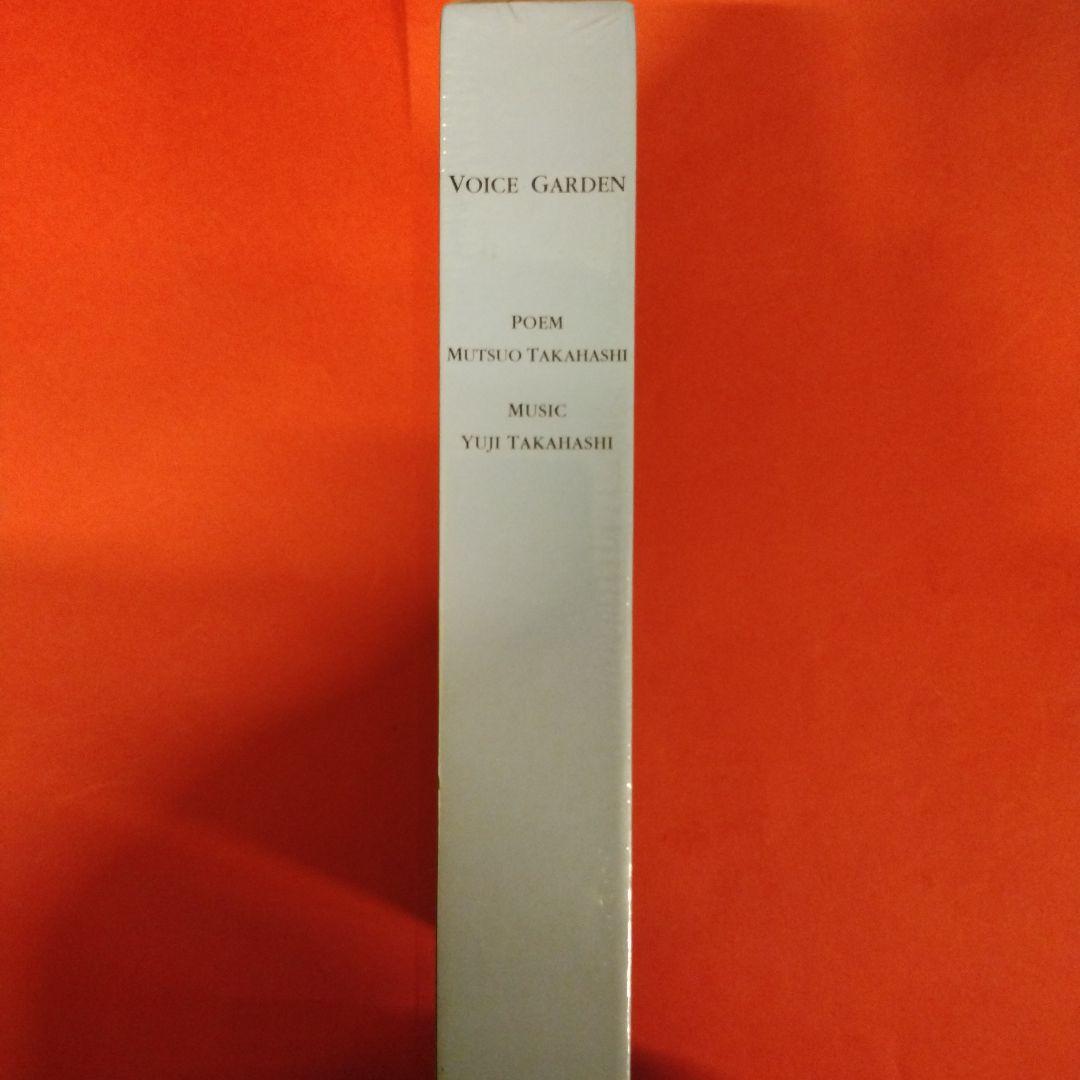 VOICE GARDEN
POEM
MUTSUO TAKAHASHI
MUSIC
YUJI TAKAHASHI